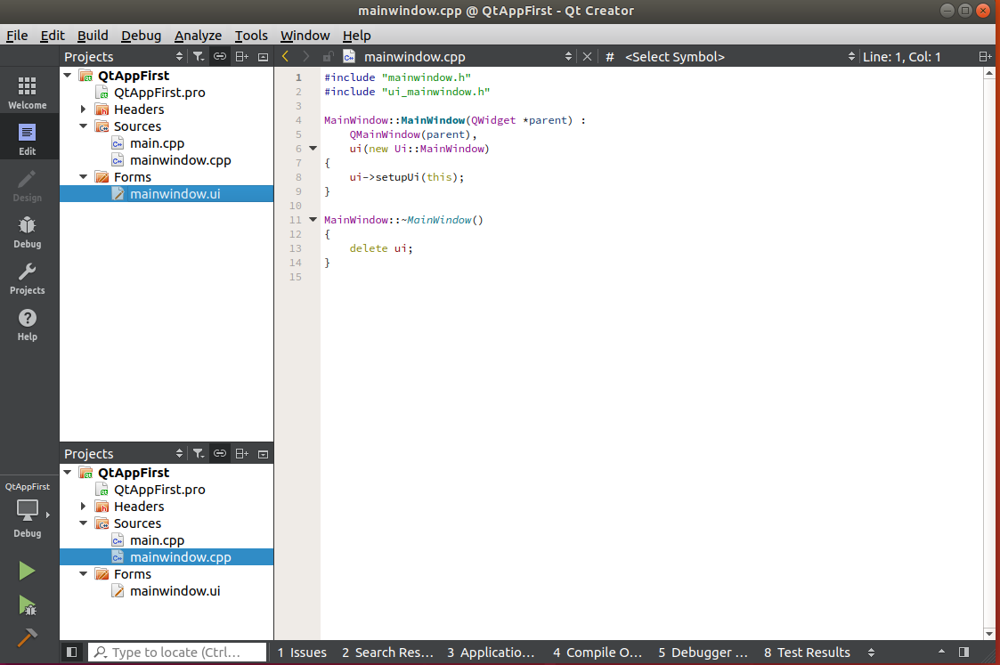 mainwindow.cpp @ QtAppFirst - Qt Creator
File Edit Build Debug Analyze Tools Window Help
Projects
mainwindow.cpp
# <Select Symbol>
Line: 1, Col: 1
Welcome
Edit
Design
Debug
Projects
Help
QtAppFirst
Debug
QtAppFirst
QtAppFirst.pro
Headers
Sources
main.cpp
mainwindow.cpp
Forms
mainwindow.ui
Projects
QtAppFirst
QtAppFirst.pro
Headers
Sources
main.cpp
mainwindow.cpp
Forms
mainwindow.ui
1 #include "mainwindow.h"
2 #include "ui_mainwindow.h"
3
4 MainWindow::MainWindow(QWidget *parent) :
5     QMainWindow(parent),
6     ui(new Ui::MainWindow)
7 {
8     ui->setupUi(this);
9 }
10
11 MainWindow::~MainWindow()
12 {
13     delete ui;
14 }
15
Type to locate (Ctrl...
1 Issues 2 Search Res... 3 Applicatio... 4 Compile O... 5 Debugger ... 8 Test Results